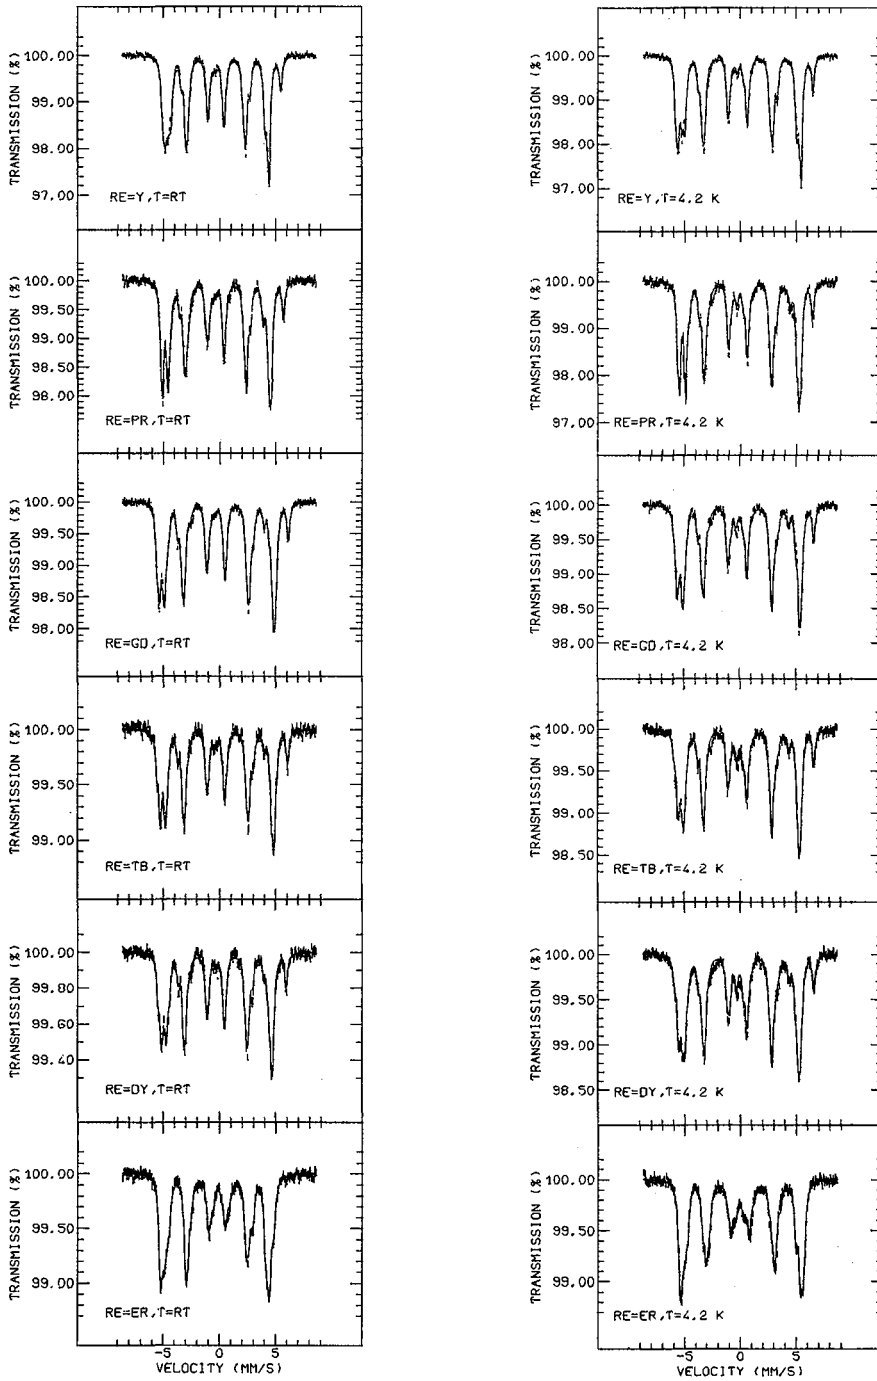 TRANSMISSION (%)
100.00
99.00
98.00
97.00
RE=Y,T=RT
TRANSMISSION (%)
100.00
99.50
99.00
98.50
98.00
RE=PR,T=RT
TRANSMISSION (%)
100.00
99.50
99.00
98.50
98.00
RE=GD,T=RT
TRANSMISSION (%)
100.00
99.50
99.00
RE=TB,T=RT
TRANSMISSION (%)
100.00
99.80
99.60
99.40
RE=DY,T=RT
TRANSMISSION (%)
100.00
99.50
99.00
RE=ER,T=RT
-5 0 5
VELOCITY (MM/S)
TRANSMISSION (%)
100.00
99.00
98.00
97.00
RE=Y,T=4.2 K
TRANSMISSION (%)
100.00
99.00
98.00
97.00
RE=PR,T=4.2 K
TRANSMISSION (%)
100.00
99.50
99.00
98.50
98.00
RE=GD,T=4.2 K
TRANSMISSION (%)
100.00
99.50
99.00
98.50
RE=TB,T=4.2 K
TRANSMISSION (%)
100.00
99.50
99.00
98.50
RE=DY,T=4.2 K
TRANSMISSION (%)
100.00
99.50
99.00
RE=ER,T=4.2 K
-5 0 5
VELOCITY (MM/S)